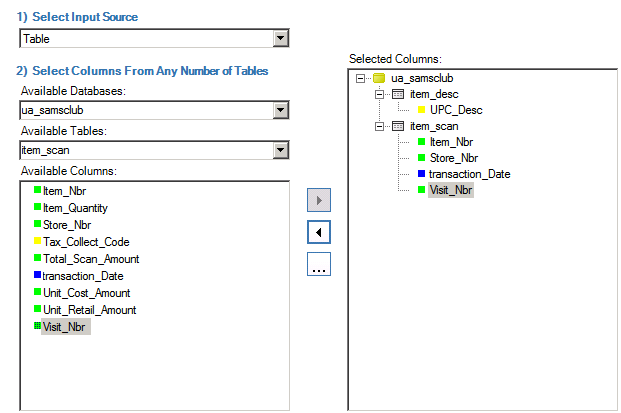 1) Select Input Source
Table
2) Select Columns From Any Number of Tables
Available Databases:
ua_samsclub
Available Tables:
item_scan
Available Columns:
Item_Nbr
Item_Quantity
Store_Nbr
Tax_Collect_Code
Total_Scan_Amount
transaction_Date
Unit_Cost_Amount
Unit_Retail_Amount
Visit_Nbr
...
Selected Columns:
ua_samsclub
item_desc
UPC_Desc
item_scan
Item_Nbr
Store_Nbr
transaction_Date
Visit_Nbr